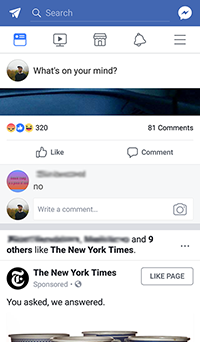 Search
What's on your mind?
320
81 Comments
Like
Comment
no
Write a comment...
and 9
others like The New York Times.
The New York Times
Sponsored ·
LIKE PAGE
You asked, we answered.